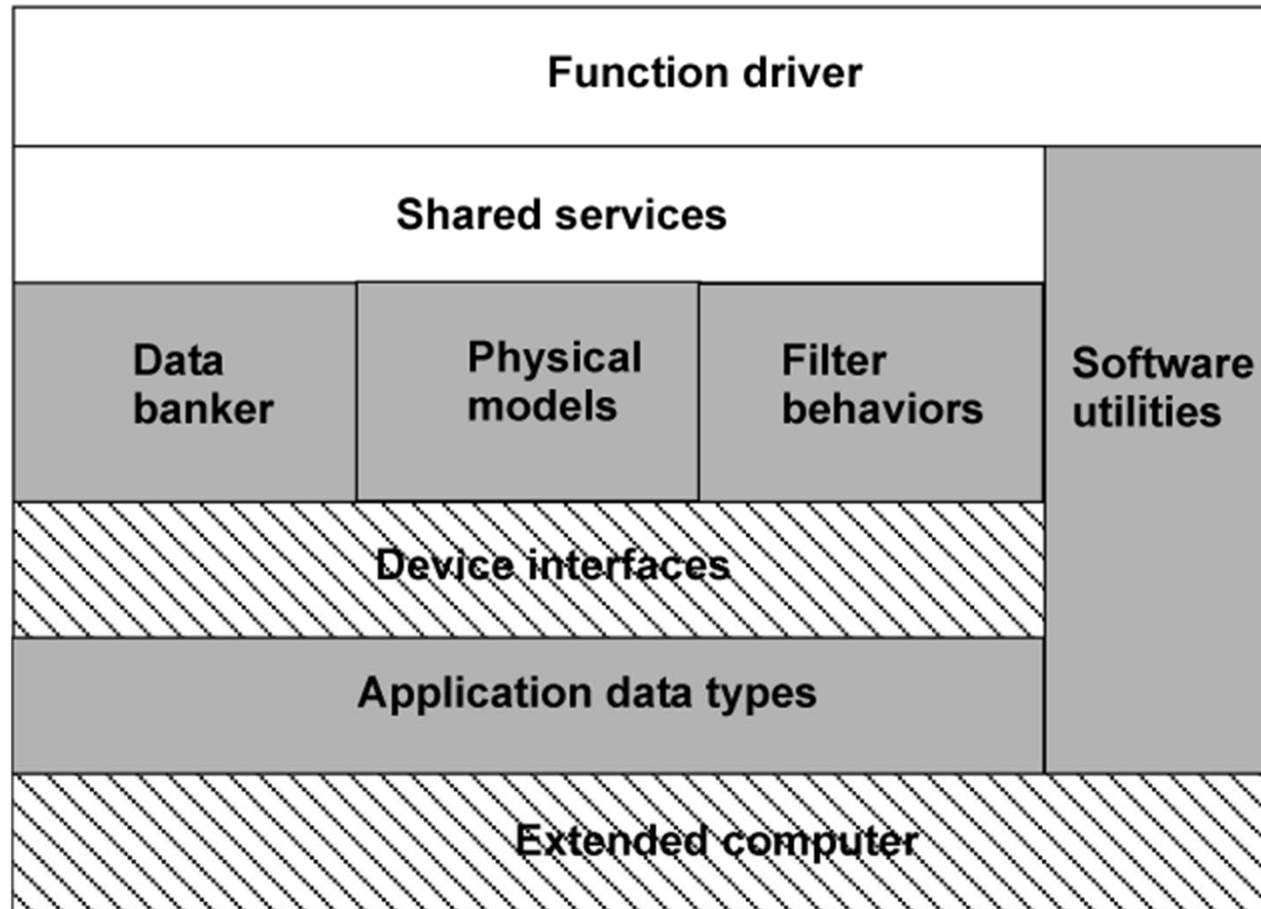 Function driver
Shared services
Data
banker
Physical
models
Filter
behaviors
Software
utilities
Device interfaces
Application data types
Extended computer